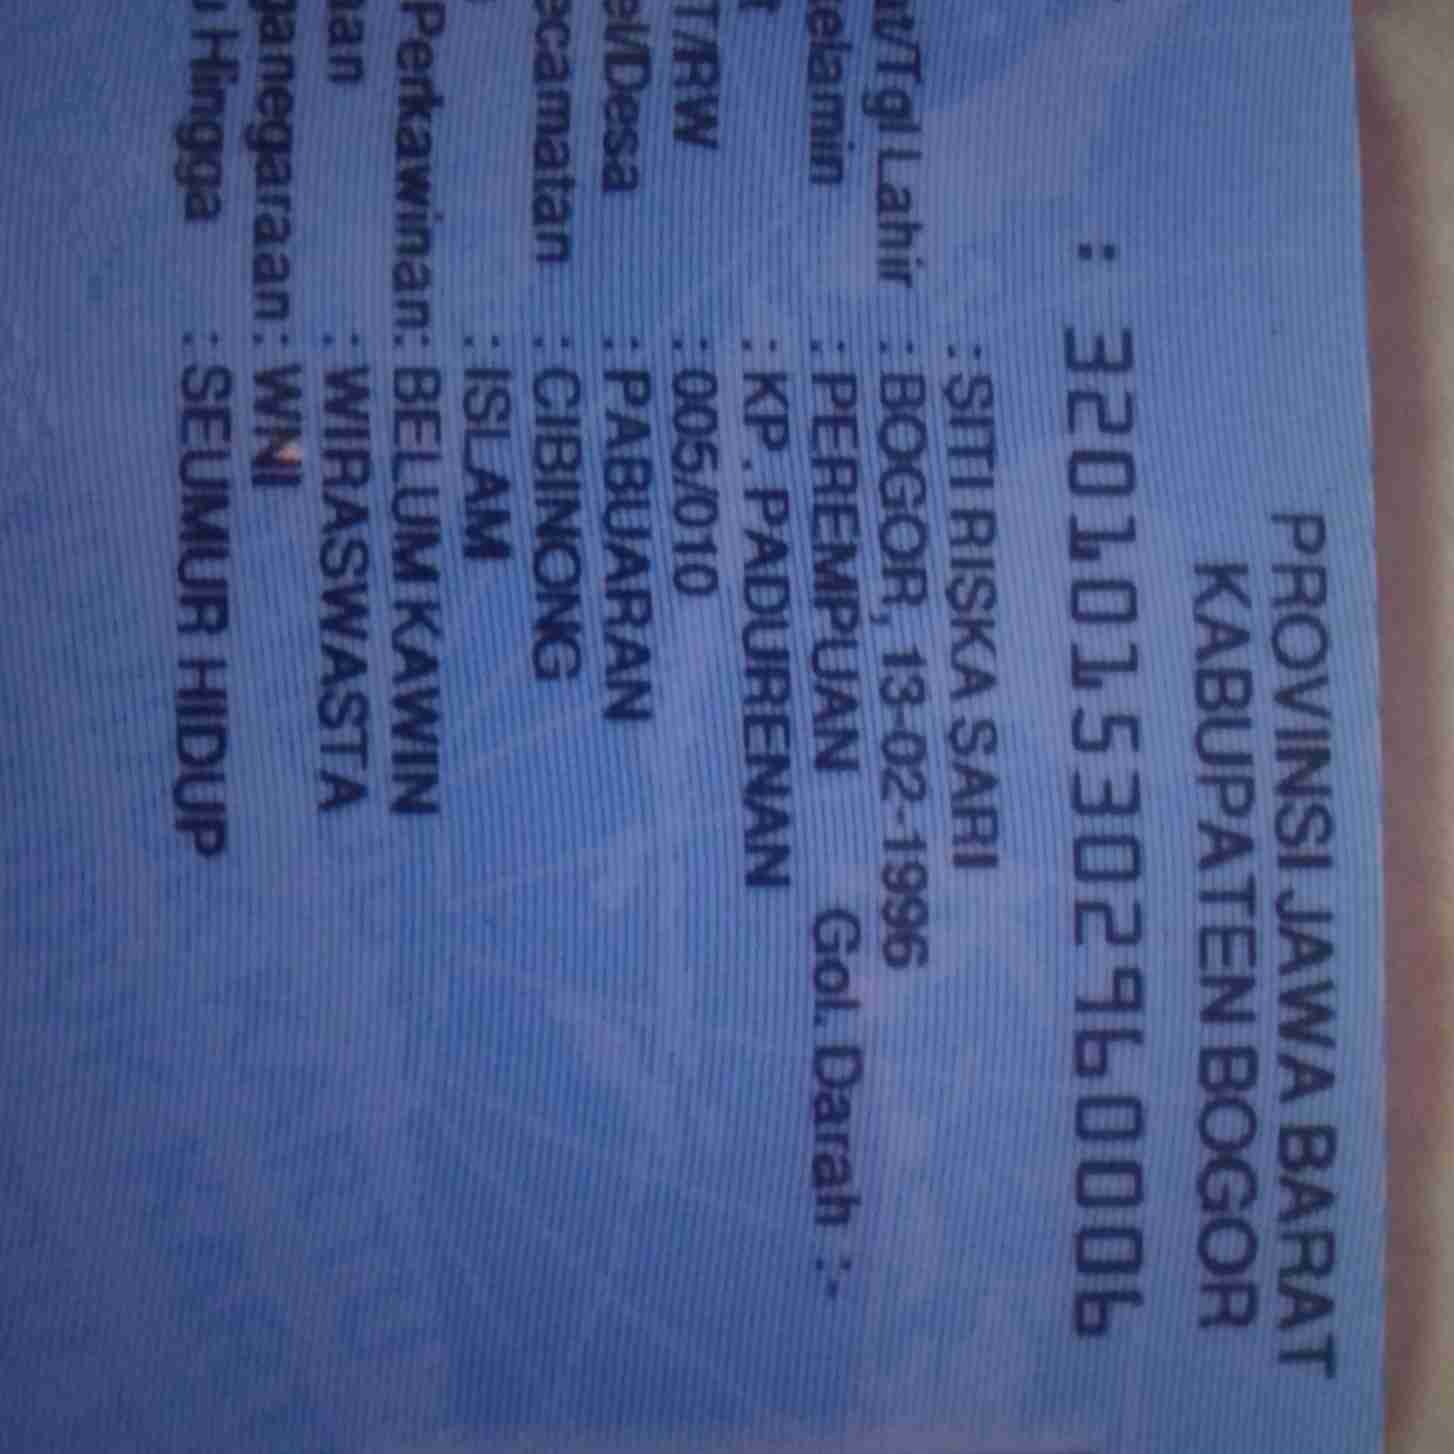 PROVINSI JAWA BARAT
KABUPATEN BOGOR
: 3201015302960006
: SITI RISKA SARI
at/Tgl Lahir : BOGOR, 13-02-1996
elamin : PEREMPUAN Gol. Darah :-
t : KP . PADURENAN
T/RW : 005/010
el/Desa : PABUARAN
ecamatan : CIBINONG
: ISLAM
Perkawinan: BELUM KAWIN
aan : WIRASWASTA
ganegaraan: WNI
u Hingga : SEUMUR HIDUP